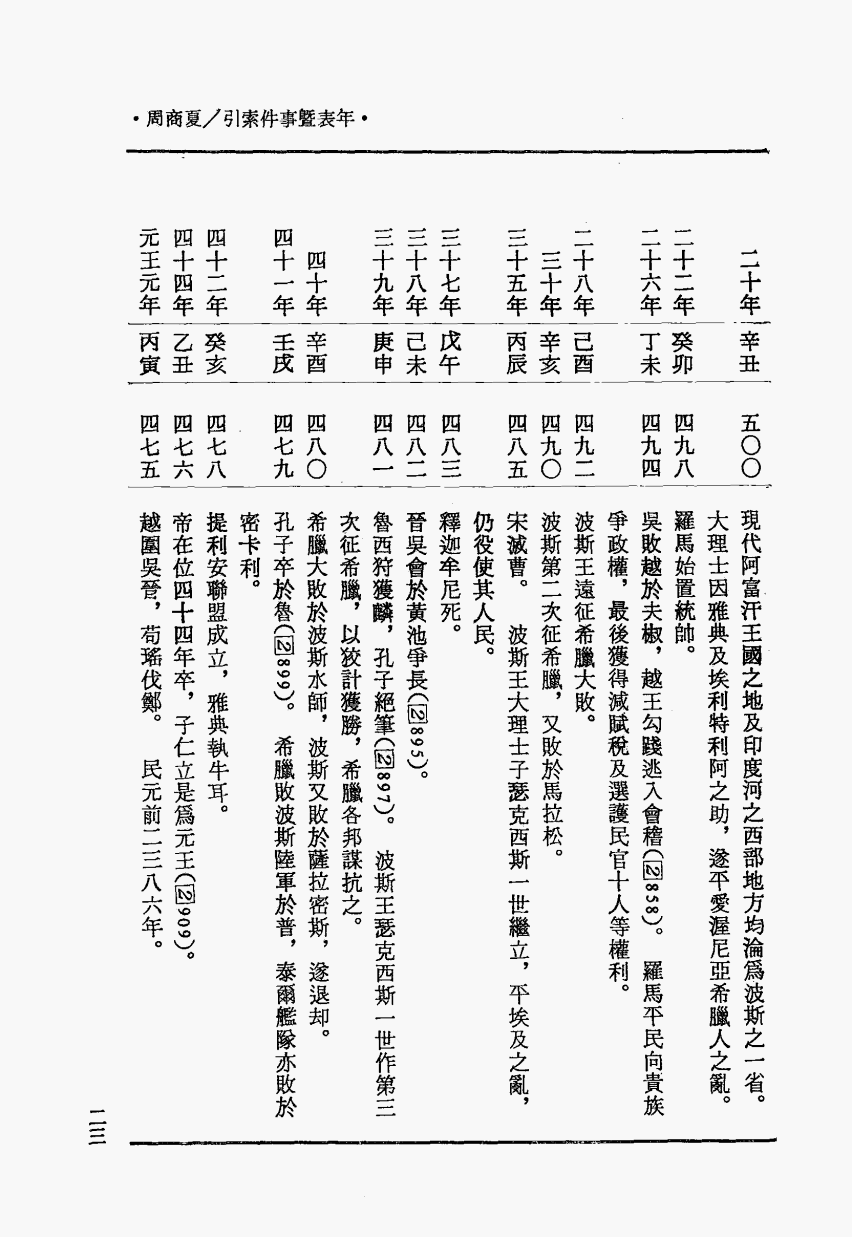 •周商夏／引索件事暨表年•
二十年　辛丑　五〇〇　現代阿富汗王國之地及印度河之西部地方均淪爲波斯之一省。
大理士因雅典及埃利特利阿之助，遂平愛渥尼亞希臘人之亂。
二十二年　癸卯　四九八　羅馬始置統帥。
二十六年　丁未　四九四　吳敗越於夫椒，越王勾踐逃入會稽（2858）。　羅馬平民向貴族
爭政權，最後獲得減賦稅及選護民官十人等權利。
二十八年　己酉　四九二　波斯王遠征希臘大敗。
三十年　辛亥　四九〇　波斯第二次征希臘，又敗於馬拉松。
三十五年　丙辰　四八五　宋滅曹。　波斯王大理士子瑟克西斯一世繼立，平埃及之亂，
仍役使其人民。
三十七年　戊午　四八三　釋迦牟尼死。
三十八年　己未　四八二　晉吳會於黃池爭長（2895）。
三十九年　庚申　四八一　魯西狩獲麟，孔子絕筆（2897）。　波斯王瑟克西斯一世作第三
次征希臘，以狡計獲勝，希臘各邦謀抗之。
四十年　辛酉　四八〇　希臘大敗於波斯水師，波斯又敗於薩拉密斯，遂退却。
四十一年　壬戌　四七九　孔子卒於魯（2899）。　希臘敗波斯陸軍於普，泰爾艦隊亦敗於
密卡利。
四十二年　癸亥　四七八　提利安聯盟成立，雅典執牛耳。
四十四年　乙丑　四七六　帝在位四十四年卒，子仁立是爲元王（2909）。
元王元年　丙寅　四七五　越圍吳晉，荀瑤伐鄭。　民元前二三八六年。
二三